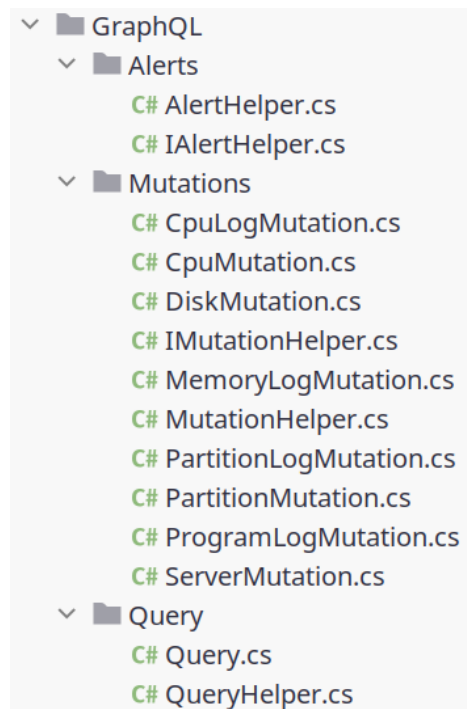 GraphQL
Alerts
C# AlertHelper.cs
C# IAlertHelper.cs
Mutations
C# CpuLogMutation.cs
C# CpuMutation.cs
C# DiskMutation.cs
C# IMutationHelper.cs
C# MemoryLogMutation.cs
C# MutationHelper.cs
C# PartitionLogMutation.cs
C# PartitionMutation.cs
C# ProgramLogMutation.cs
C# ServerMutation.cs
Query
C# Query.cs
C# QueryHelper.cs